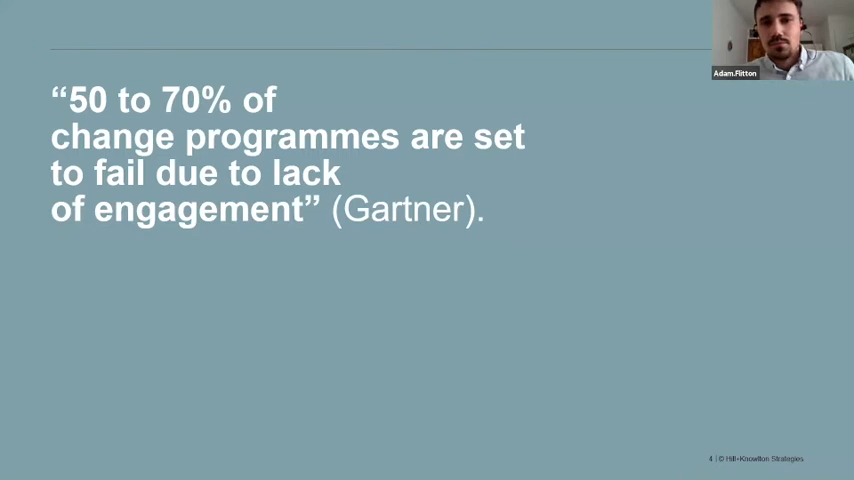 “50 to 70% of
change programmes are set
to fail due to lack
of engagement” (Gartner).
Adam.Flitton
4 | © Hill+Knowlton Strategies